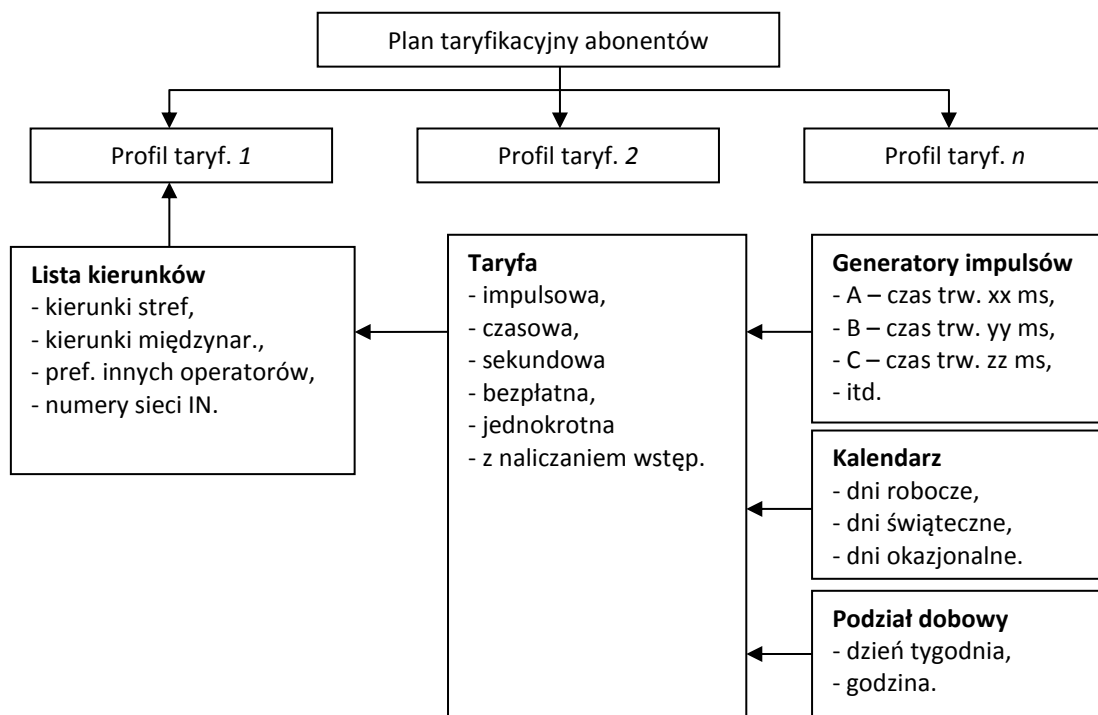 Plan taryfikacyjny abonentów
Profil taryf. 1
Profil taryf. 2
Profil taryf. n
Lista kierunków
- kierunki stref,
- kierunki międzynar.,
- pref. innych operatorów,
- numery sieci IN.
Taryfa
- impulsowa,
- czasowa,
- sekundowa
- bezpłatna,
- jednokrotna
- z naliczaniem wstęp.
Generatory impulsów
- A – czas trw. xx ms,
- B – czas trw. yy ms,
- C – czas trw. zz ms,
- itd.
Kalendarz
- dni robocze,
- dni świąteczne,
- dni okazjonalne.
Podział dobowy
- dzień tygodnia,
- godzina.